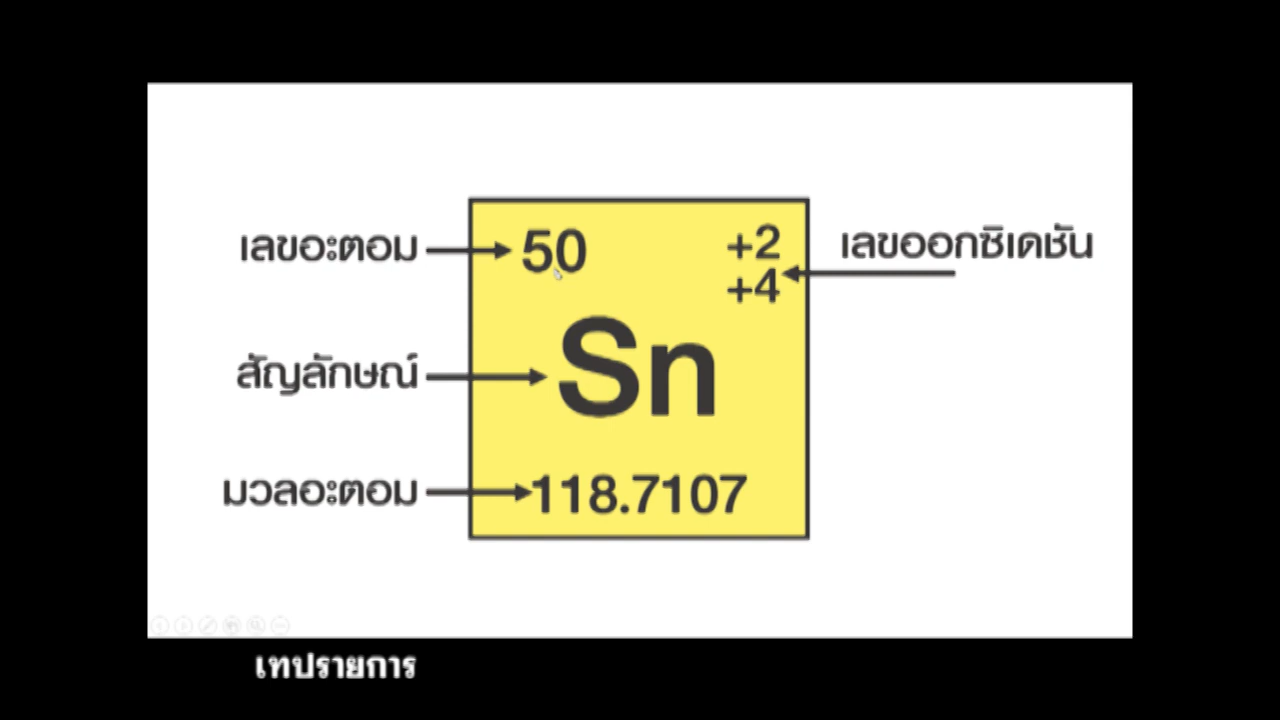 เลขอะตอม
50
+2
+4
เลขออกซิเดชัน
สัญลักษณ์
Sn
มวลอะตอม
118.7107
เทปรายการ